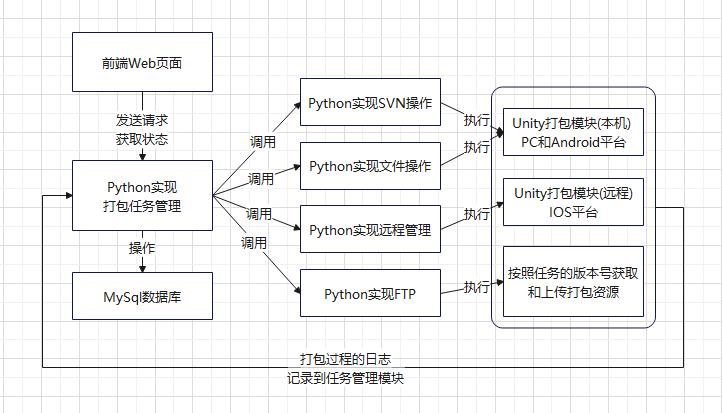 前端Web页面
发送请求
获取状态
Python实现
打包任务管理
操作
MySql数据库
调用
调用
调用
调用
Python实现SVN操作
Python实现文件操作
Python实现远程管理
Python实现FTP
执行
执行
执行
执行
Unity打包模块(本机)
PC和Android平台
Unity打包模块(远程)
IOS平台
按照任务的版本号获取
和上传打包资源
打包过程的日志
记录到任务管理模块